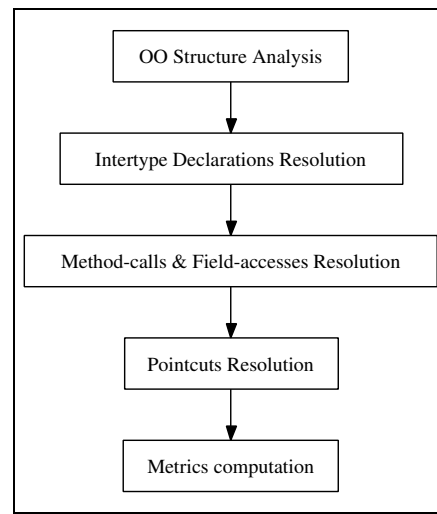 OO Structure Analysis
Intertype Declarations Resolution
Method-calls & Field-accesses Resolution
Pointcuts Resolution
Metrics computation